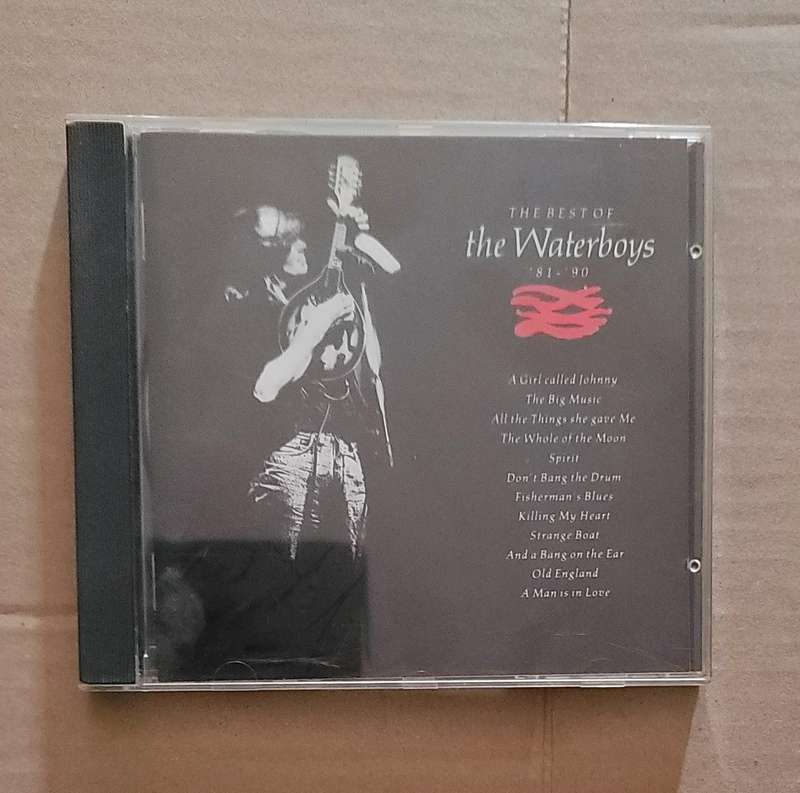 THE BEST OF
the Waterboys
'81-'90
A Girl called Johnny
The Big Music
All the Things she gave Me
The Whole of the Moon
Spirit
Don't Bang the Drum
Fisherman's Blues
Killing My Heart
Strange Boat
And a Bang on the Ear
Old England
A Man is in Love